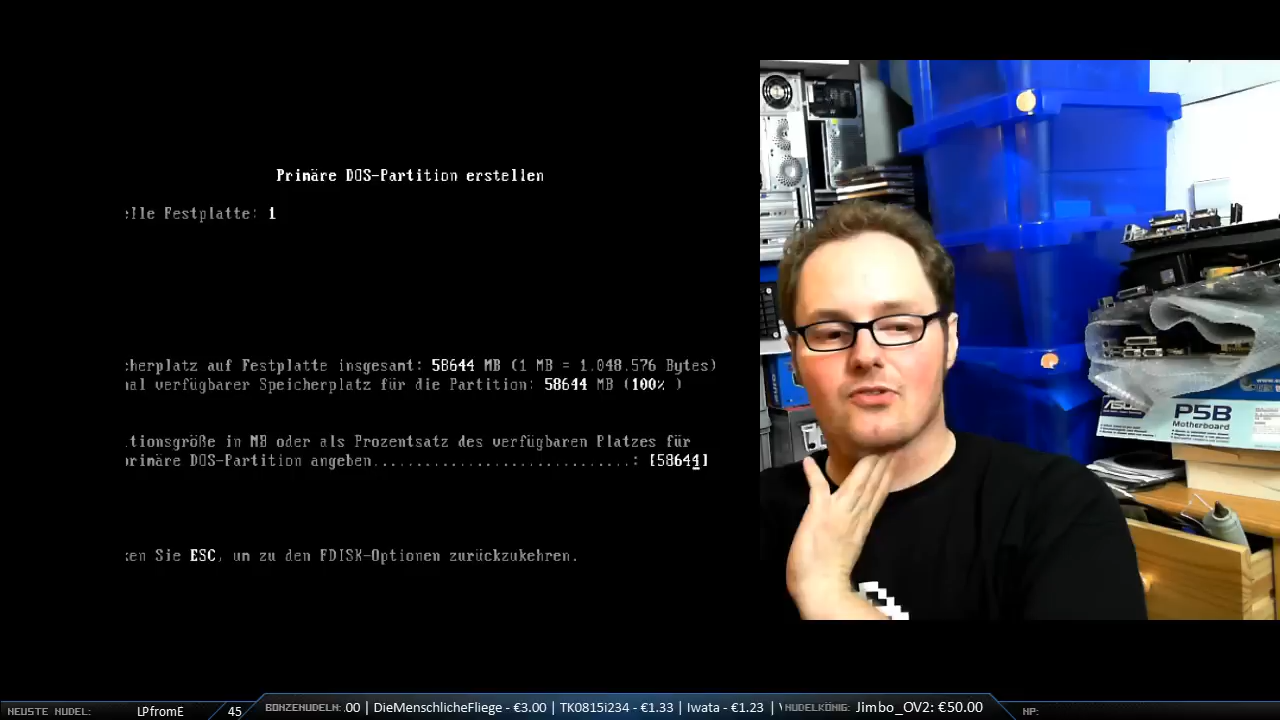 Primäre DOS-Partition erstellen
elle Festplatte: 1
cherplatz auf Festplatte insgesamt: 58644 MB (1 MB = 1.048.576 Bytes)
al verfügbarer Speicherplatz für die Partition: 58644 MB (100% )
tionsgröße in MB oder als Prozentsatz des verfügbaren Platzes für
primäre DOS-Partition angeben..............................: [58644]
ken Sie ESC, um zu den FDISK-Optionen zurückzukehren.
ASUS
P5B
Motherboard
NEUSTE NUDEL: LPfromE 45 BONZENUDELN: .00 | DieMenschlicheFliege - €3.00 | TK0815i234 - €1.33 | Iwata - €1.23 | NUDELKÖNIG: Jimbo_OV2: €50.00 NP: